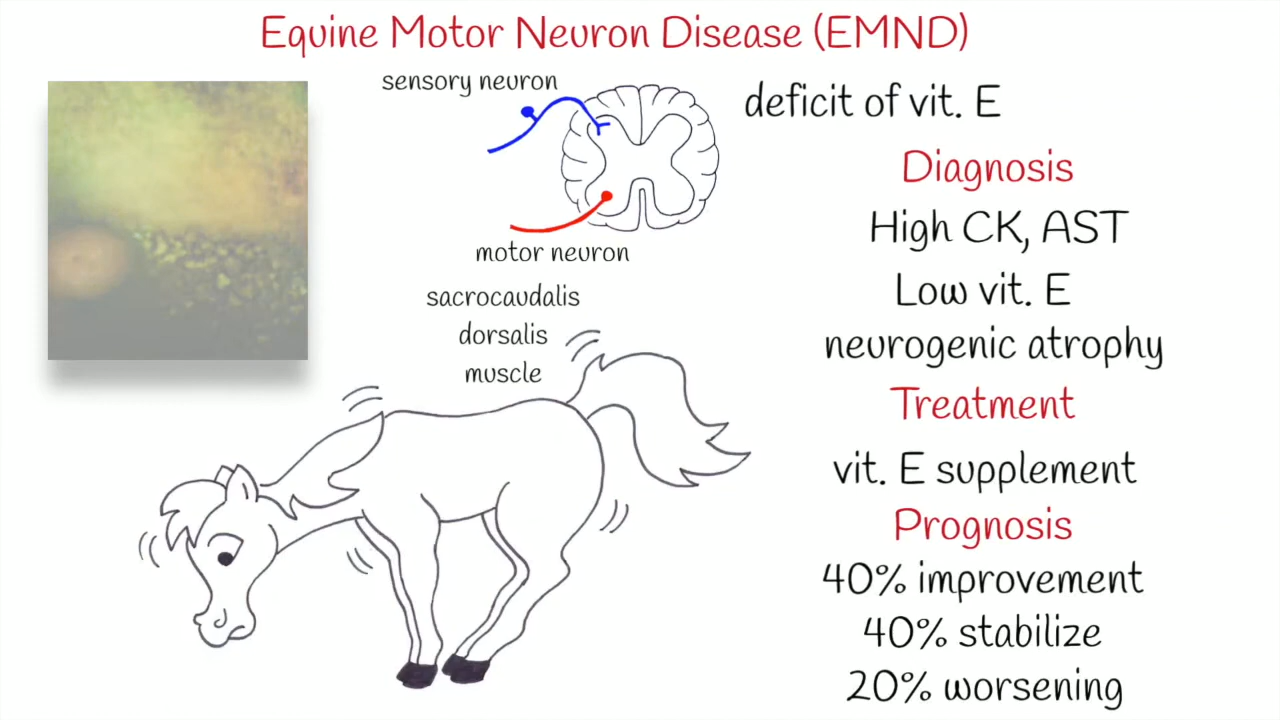 Equine Motor Neuron Disease (EMND)
sensory neuron
motor neuron
sacrocaudalis
dorsalis
muscle
deficit of vit. E
Diagnosis
High CK, AST
Low vit. E
neurogenic atrophy
Treatment
vit. E supplement
Prognosis
40% improvement
40% stabilize
20% worsening